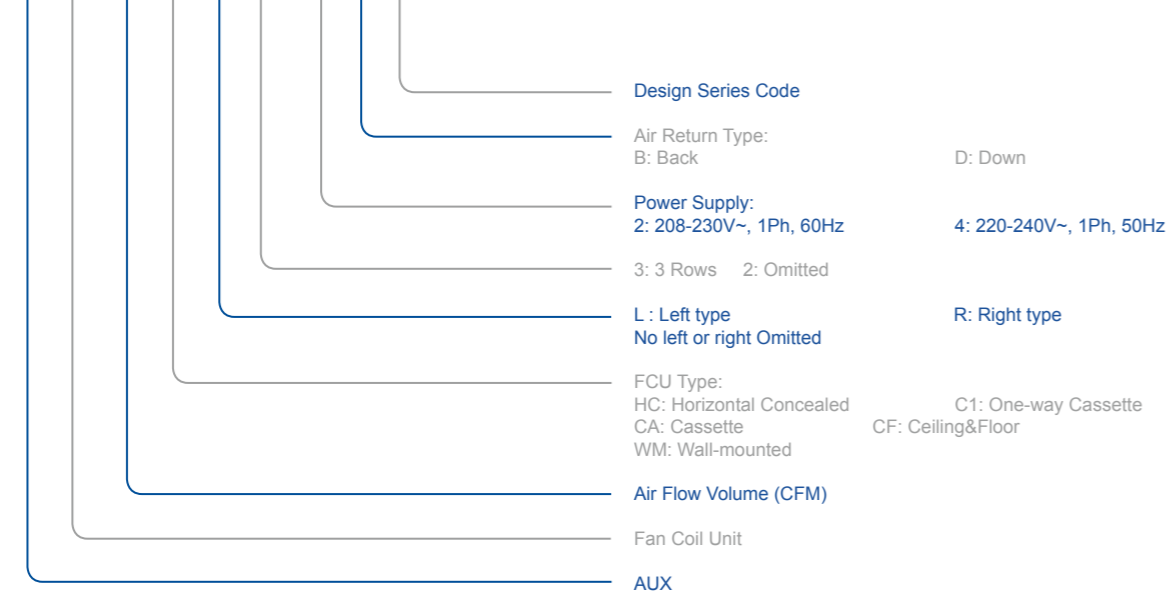 Design Series Code
Air Return Type:
B: Back D: Down
Power Supply:
2: 208-230V~, 1Ph, 60Hz 4: 220-240V~, 1Ph, 50Hz
3: 3 Rows 2: Omitted
L : Left type R: Right type
No left or right Omitted
FCU Type:
HC: Horizontal Concealed C1: One-way Cassette
CA: Cassette CF: Ceiling&Floor
WM: Wall-mounted
Air Flow Volume (CFM)
Fan Coil Unit
AUX